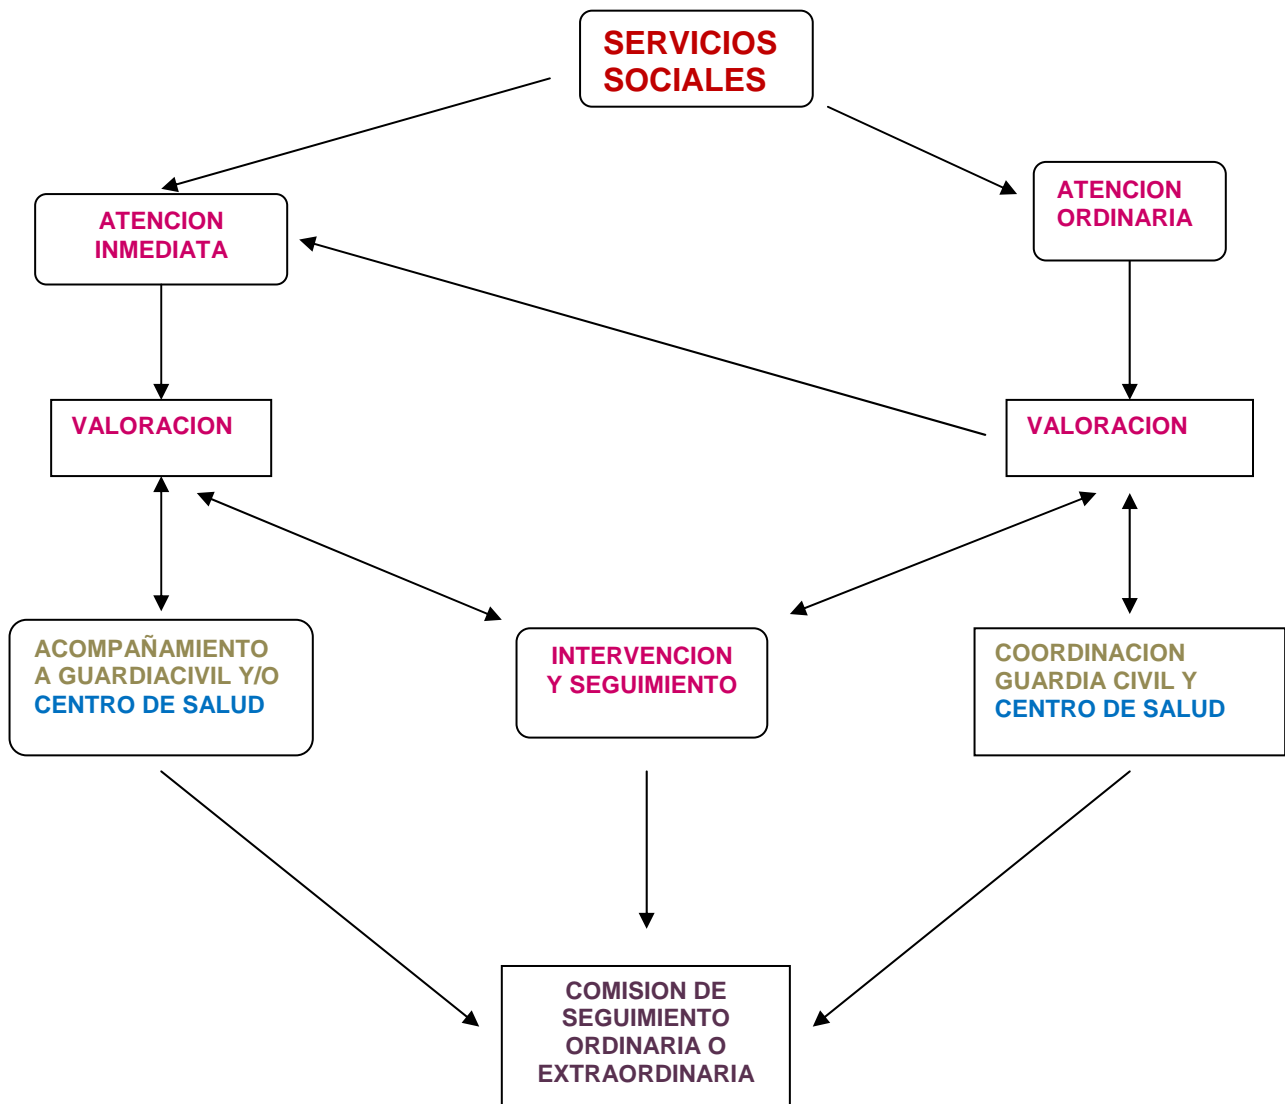 SERVICIOS
SOCIALES
ATENCION
INMEDIATA
ATENCION
ORDINARIA
VALORACION
VALORACION
ACOMPAÑAMIENTO
A GUARDIACIVIL Y/O
CENTRO DE SALUD
INTERVENCION
Y SEGUIMIENTO
COORDINACION
GUARDIA CIVIL Y
CENTRO DE SALUD
COMISION DE
SEGUIMIENTO
ORDINARIA O
EXTRAORDINARIA